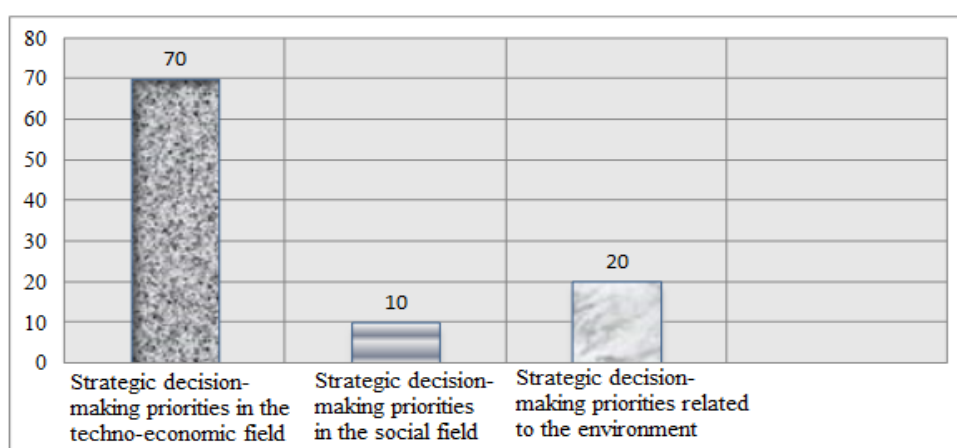 80
70
70
60
50
40
30
20
20
10
10
0
Strategic decision-
making priorities in the
techno-economic field
Strategic decision-
making priorities
in the social field
Strategic decision-
making priorities related
to the environment